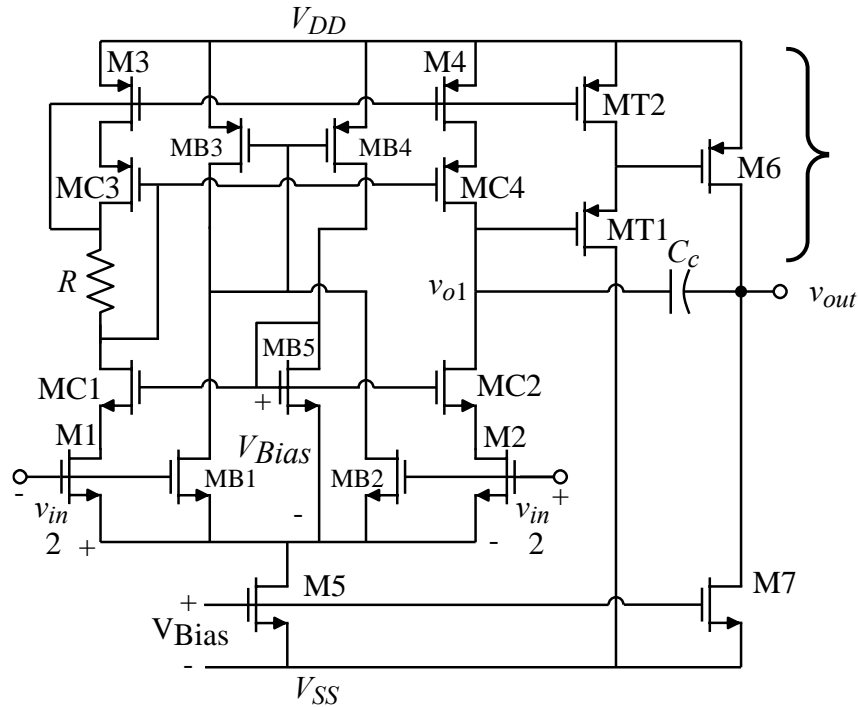 VDD
M3
M4
MT2
MB3
MB4
M6
MC3
MC4
MT1
Cc
R
vo1
vout
MB5
MC1
MC2
+
M1
VBias
M2
MB1
MB2
-
+
vin
2
+
-
-
vin
2
M5
M7
+
VBias
-
VSS